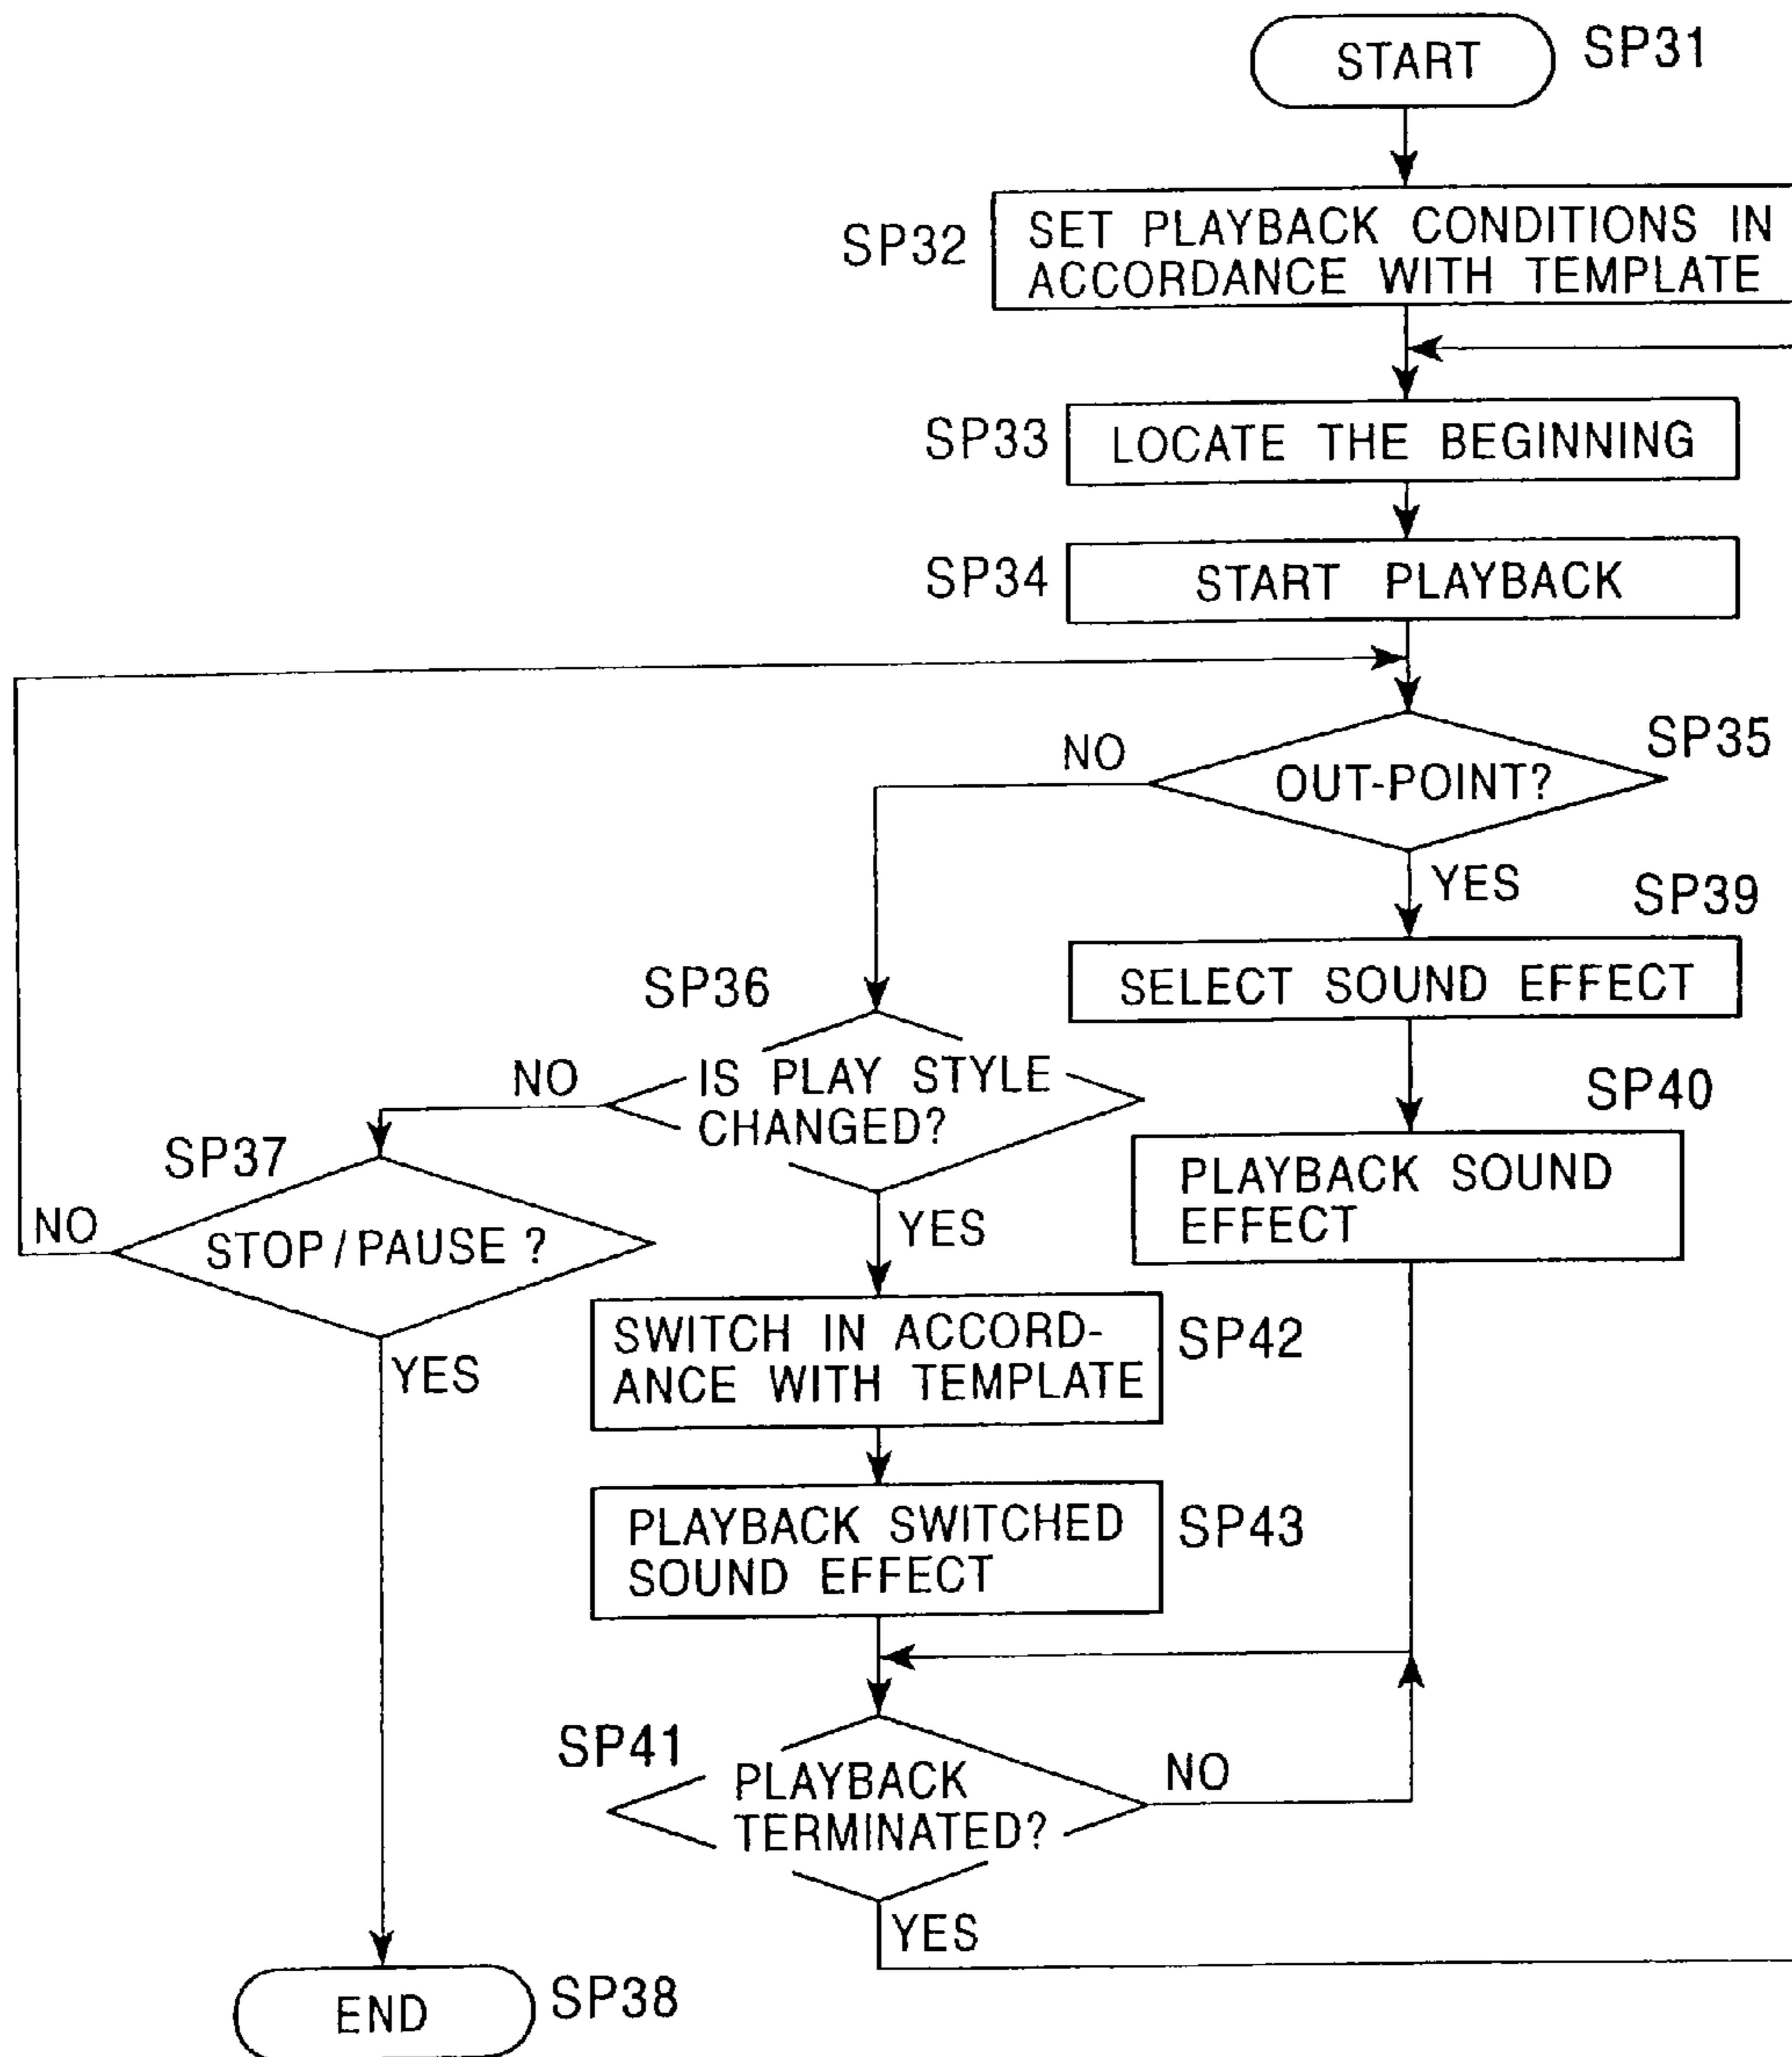 START
SP31
SP32
SET PLAYBACK CONDITIONS IN
ACCORDANCE WITH TEMPLATE
SP33
LOCATE THE BEGINNING
SP34
START PLAYBACK
SP35
NO
OUT-POINT?
YES
SP39
SELECT SOUND EFFECT
SP36
NO
IS PLAY STYLE
CHANGED?
SP40
PLAYBACK SOUND
EFFECT
SP37
NO
STOP/PAUSE ?
YES
YES
SWITCH IN ACCORD-
ANCE WITH TEMPLATE
SP42
PLAYBACK SWITCHED
SOUND EFFECT
SP43
SP41
PLAYBACK
TERMINATED?
NO
YES
END
SP38